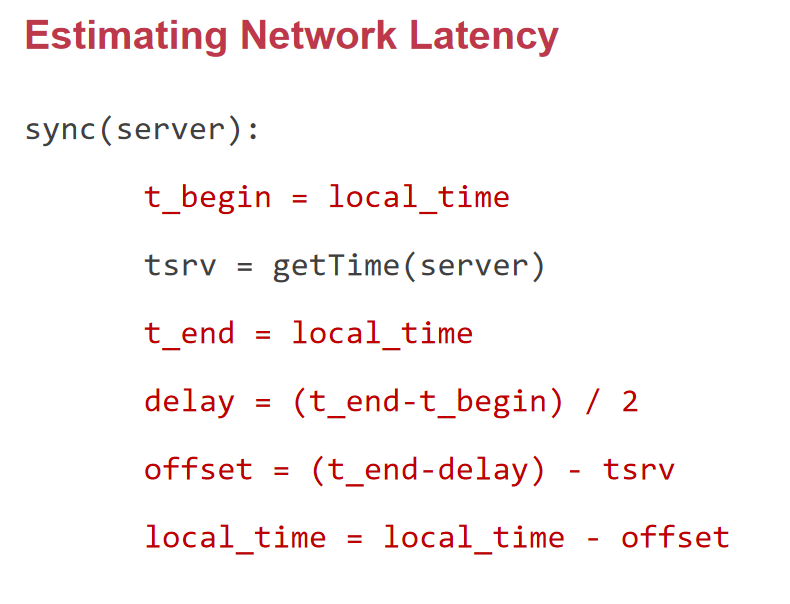 Estimating Network Latency
sync(server):
t_begin = local_time
tsrv = getTime(server)
t_end = local_time
delay = (t_end-t_begin) / 2
offset = (t_end-delay) - tsrv
local_time = local_time - offset